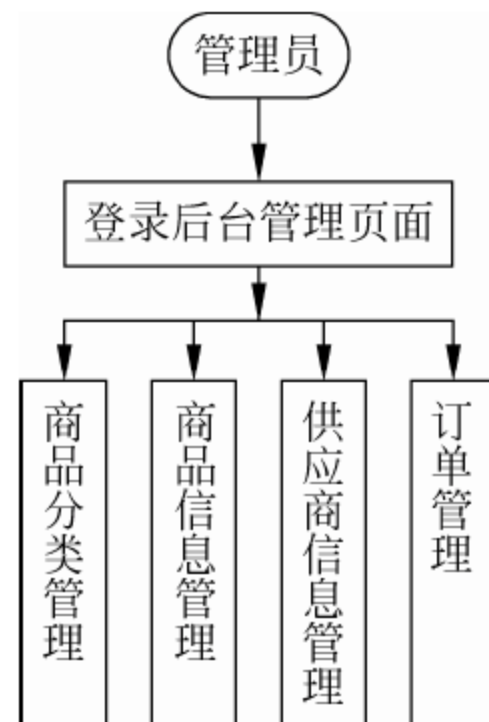 管理员
登录后台管理页面
商品分类管理
商品信息管理
供应商信息管理
订单管理